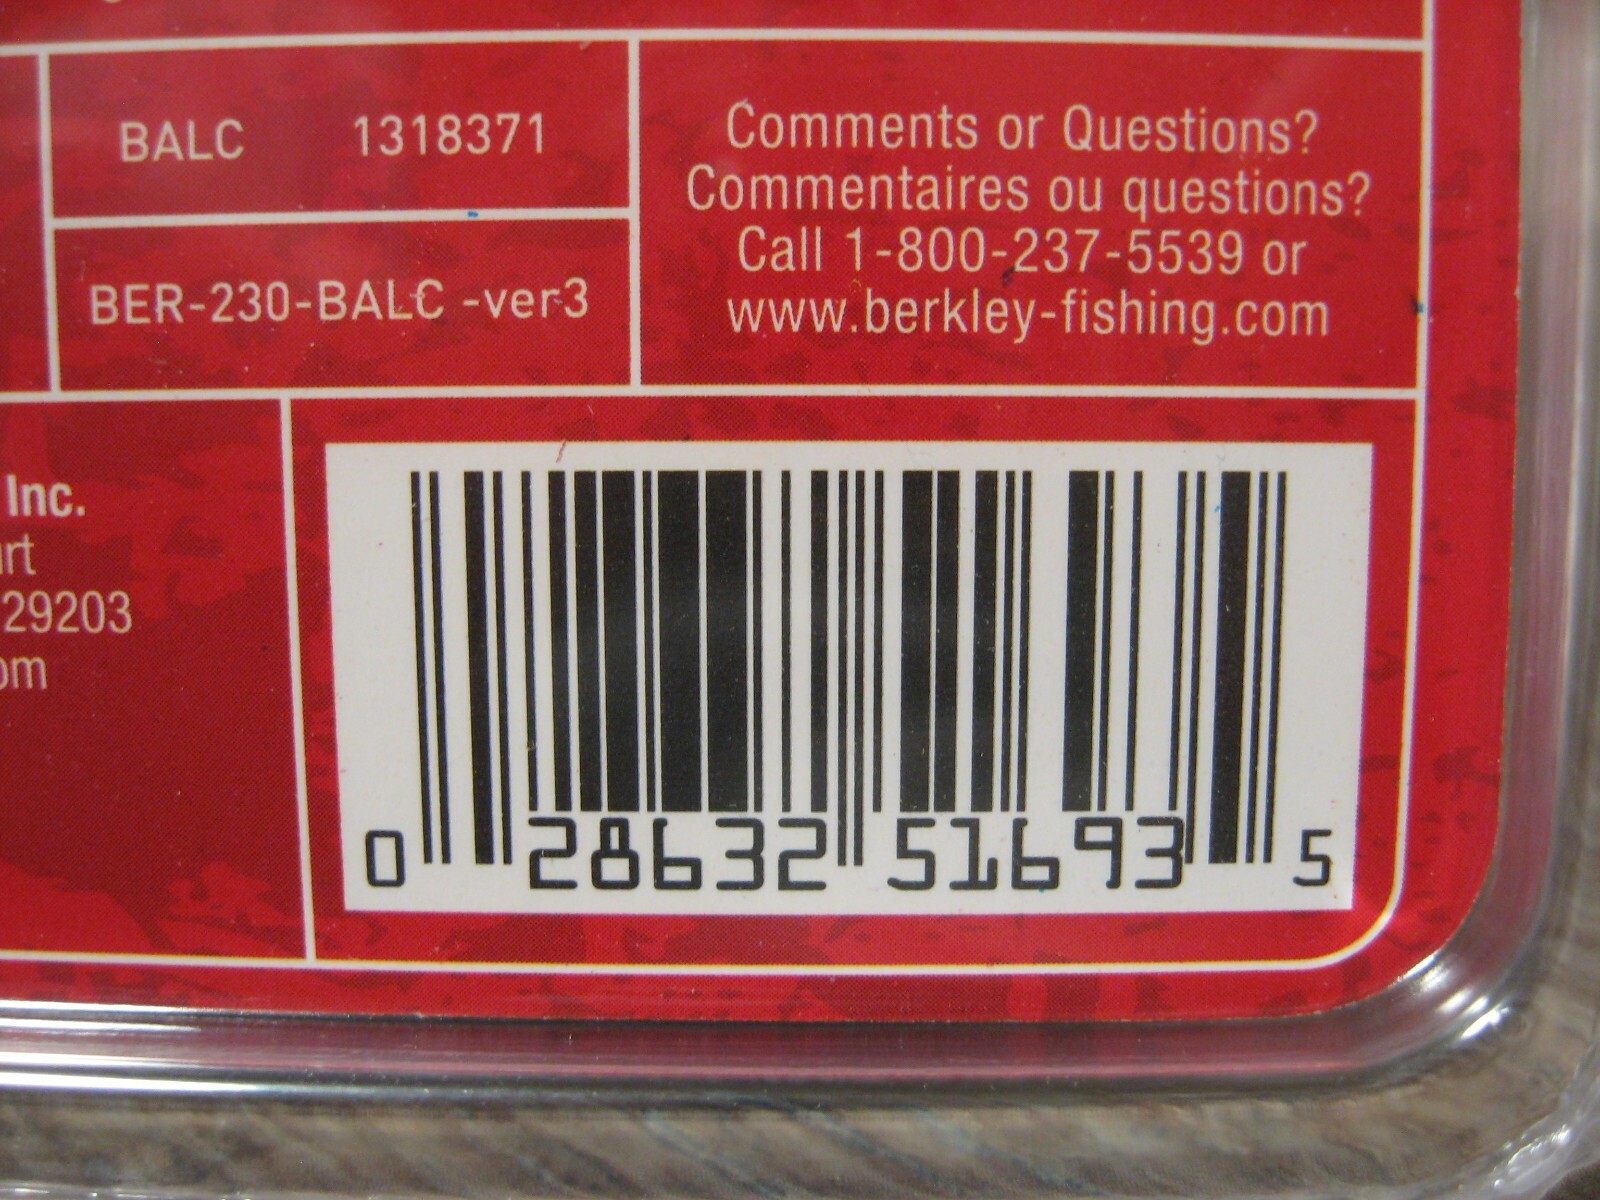 BALC 1318371
BER-230-BALC -ver3
Comments or Questions?
Commentaires ou questions?
Call 1-800-237-5539 or
www.berkley-fishing.com
Inc.
29203
0 28632 51693 5